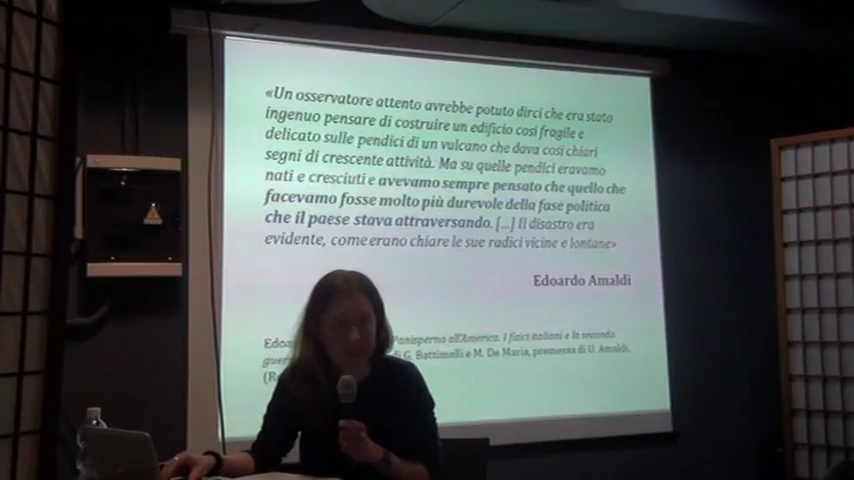 «Un osservatore attento avrebbe potuto dirci che era stato
ingenuo pensare di costruire un edificio così fragile e
delicato sulle pendici di un vulcano che dava così chiari
segni di crescente attività. Ma su quelle pendici eravamo
nati e cresciuti e avevamo sempre pensato che quello che
facevamo fosse molto più durevole della fase politica
che il paese stava attraversando. [...] Il disastro era
evidente, come erano chiare le sue radici vicine e lontane»
Edoardo Amaldi
Panisperna all'America. I fisici italiani e la seconda
di G. Battimelli e M. De Maria, premessa di U. Amaldi,